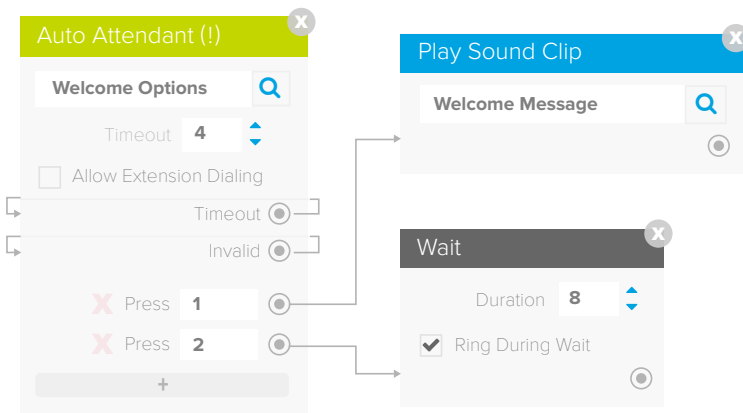 Auto Attendant (!)
X
Welcome Options
Timeout 4
Allow Extension Dialing
Timeout
Invalid
X Press 1
X Press 2
+
Play Sound Clip
X
Welcome Message
Wait
X
Duration 8
Ring During Wait